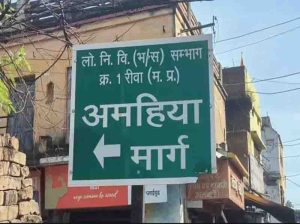 लो. नि. वि. (भ/स) सम्भाग
क्र. 1 रीवा (म. प्र.)
अमहिया
मार्ग